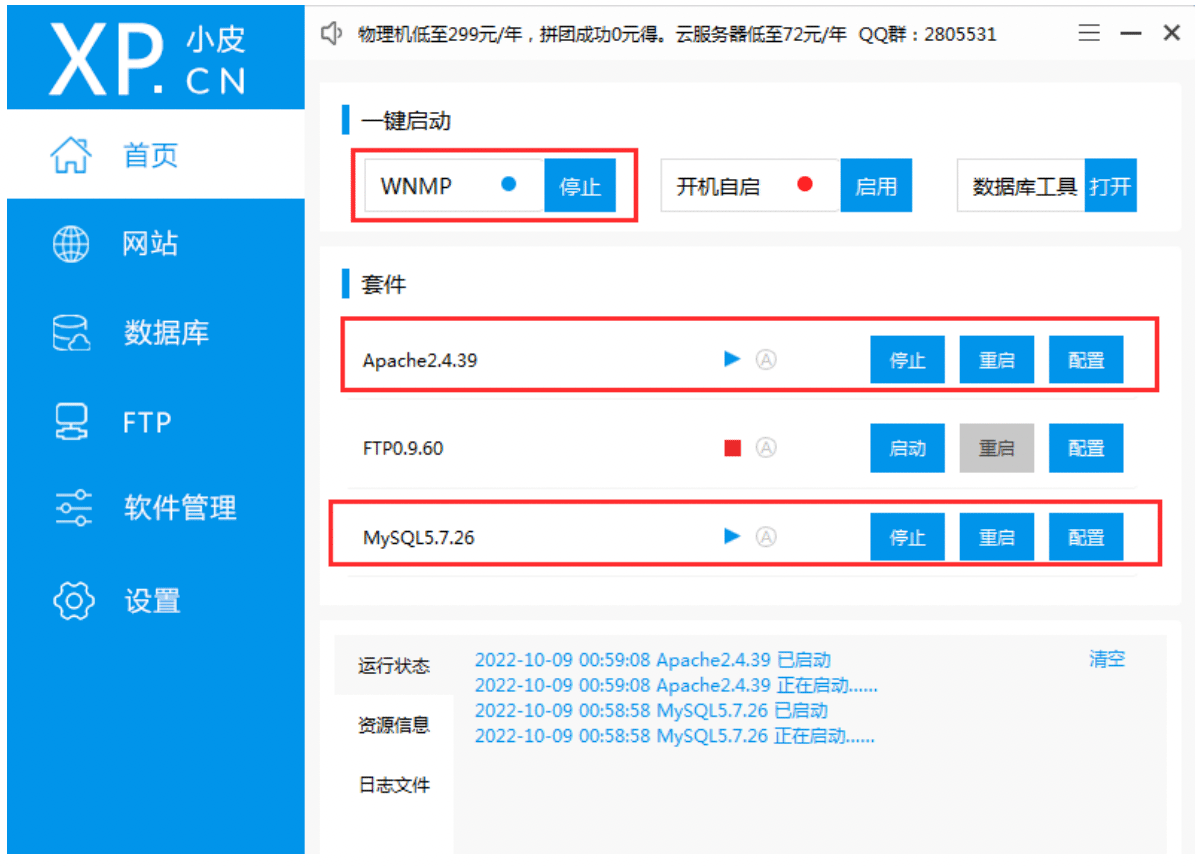 XP. 小皮
CN
物理机低至299元/年，拼团成功0元得。云服务器低至72元/年 QQ群：2805531
首页
网站
数据库
FTP
软件管理
设置
一键启动
WNMP 停止 开机自启 启用 数据库工具 打开
套件
Apache2.4.39 A 停止 重启 配置
FTP0.9.60 A 启动 重启 配置
MySQL5.7.26 A 停止 重启 配置
运行状态
资源信息
日志文件
2022-10-09 00:59:08 Apache2.4.39 已启动
2022-10-09 00:59:08 Apache2.4.39 正在启动......
2022-10-09 00:58:58 MySQL5.7.26 已启动
2022-10-09 00:58:58 MySQL5.7.26 正在启动......
清空